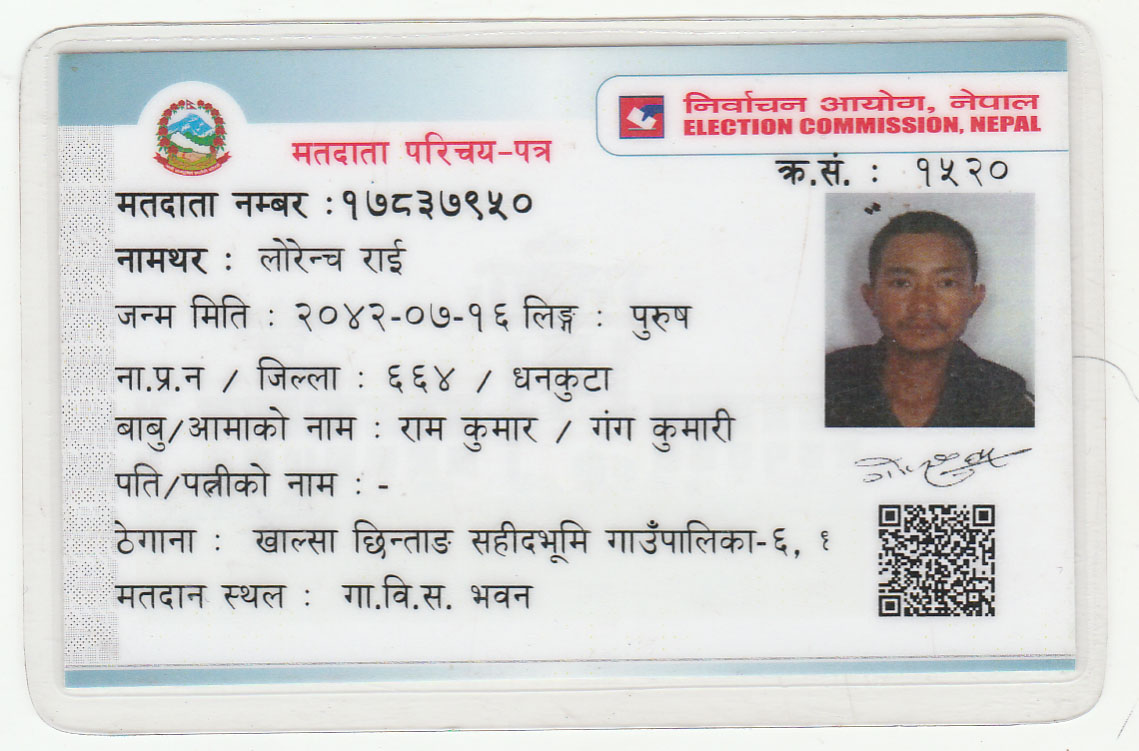 निर्वाचन आयोग, नेपाल
ELECTION COMMISSION, NEPAL
मतदाता परिचय-पत्र
क्र.सं. : १५२०
मतदाता नम्बर : १७८३७९५०
नामथर : लोरेन्च राई
जन्म मिति : २०४२-०७-१६ लिङ्ग : पुरुष
ना.प्र.न / जिल्ला : ६६४ / धनकुटा
बाबु/आमाको नाम : राम कुमार / गंग कुमारी
पति/पत्नीको नाम : -
ठेगाना : खाल्सा छिन्ताङ सहीदभूमि गाउँपालिका-६,
मतदान स्थल : गा.वि.स. भवन